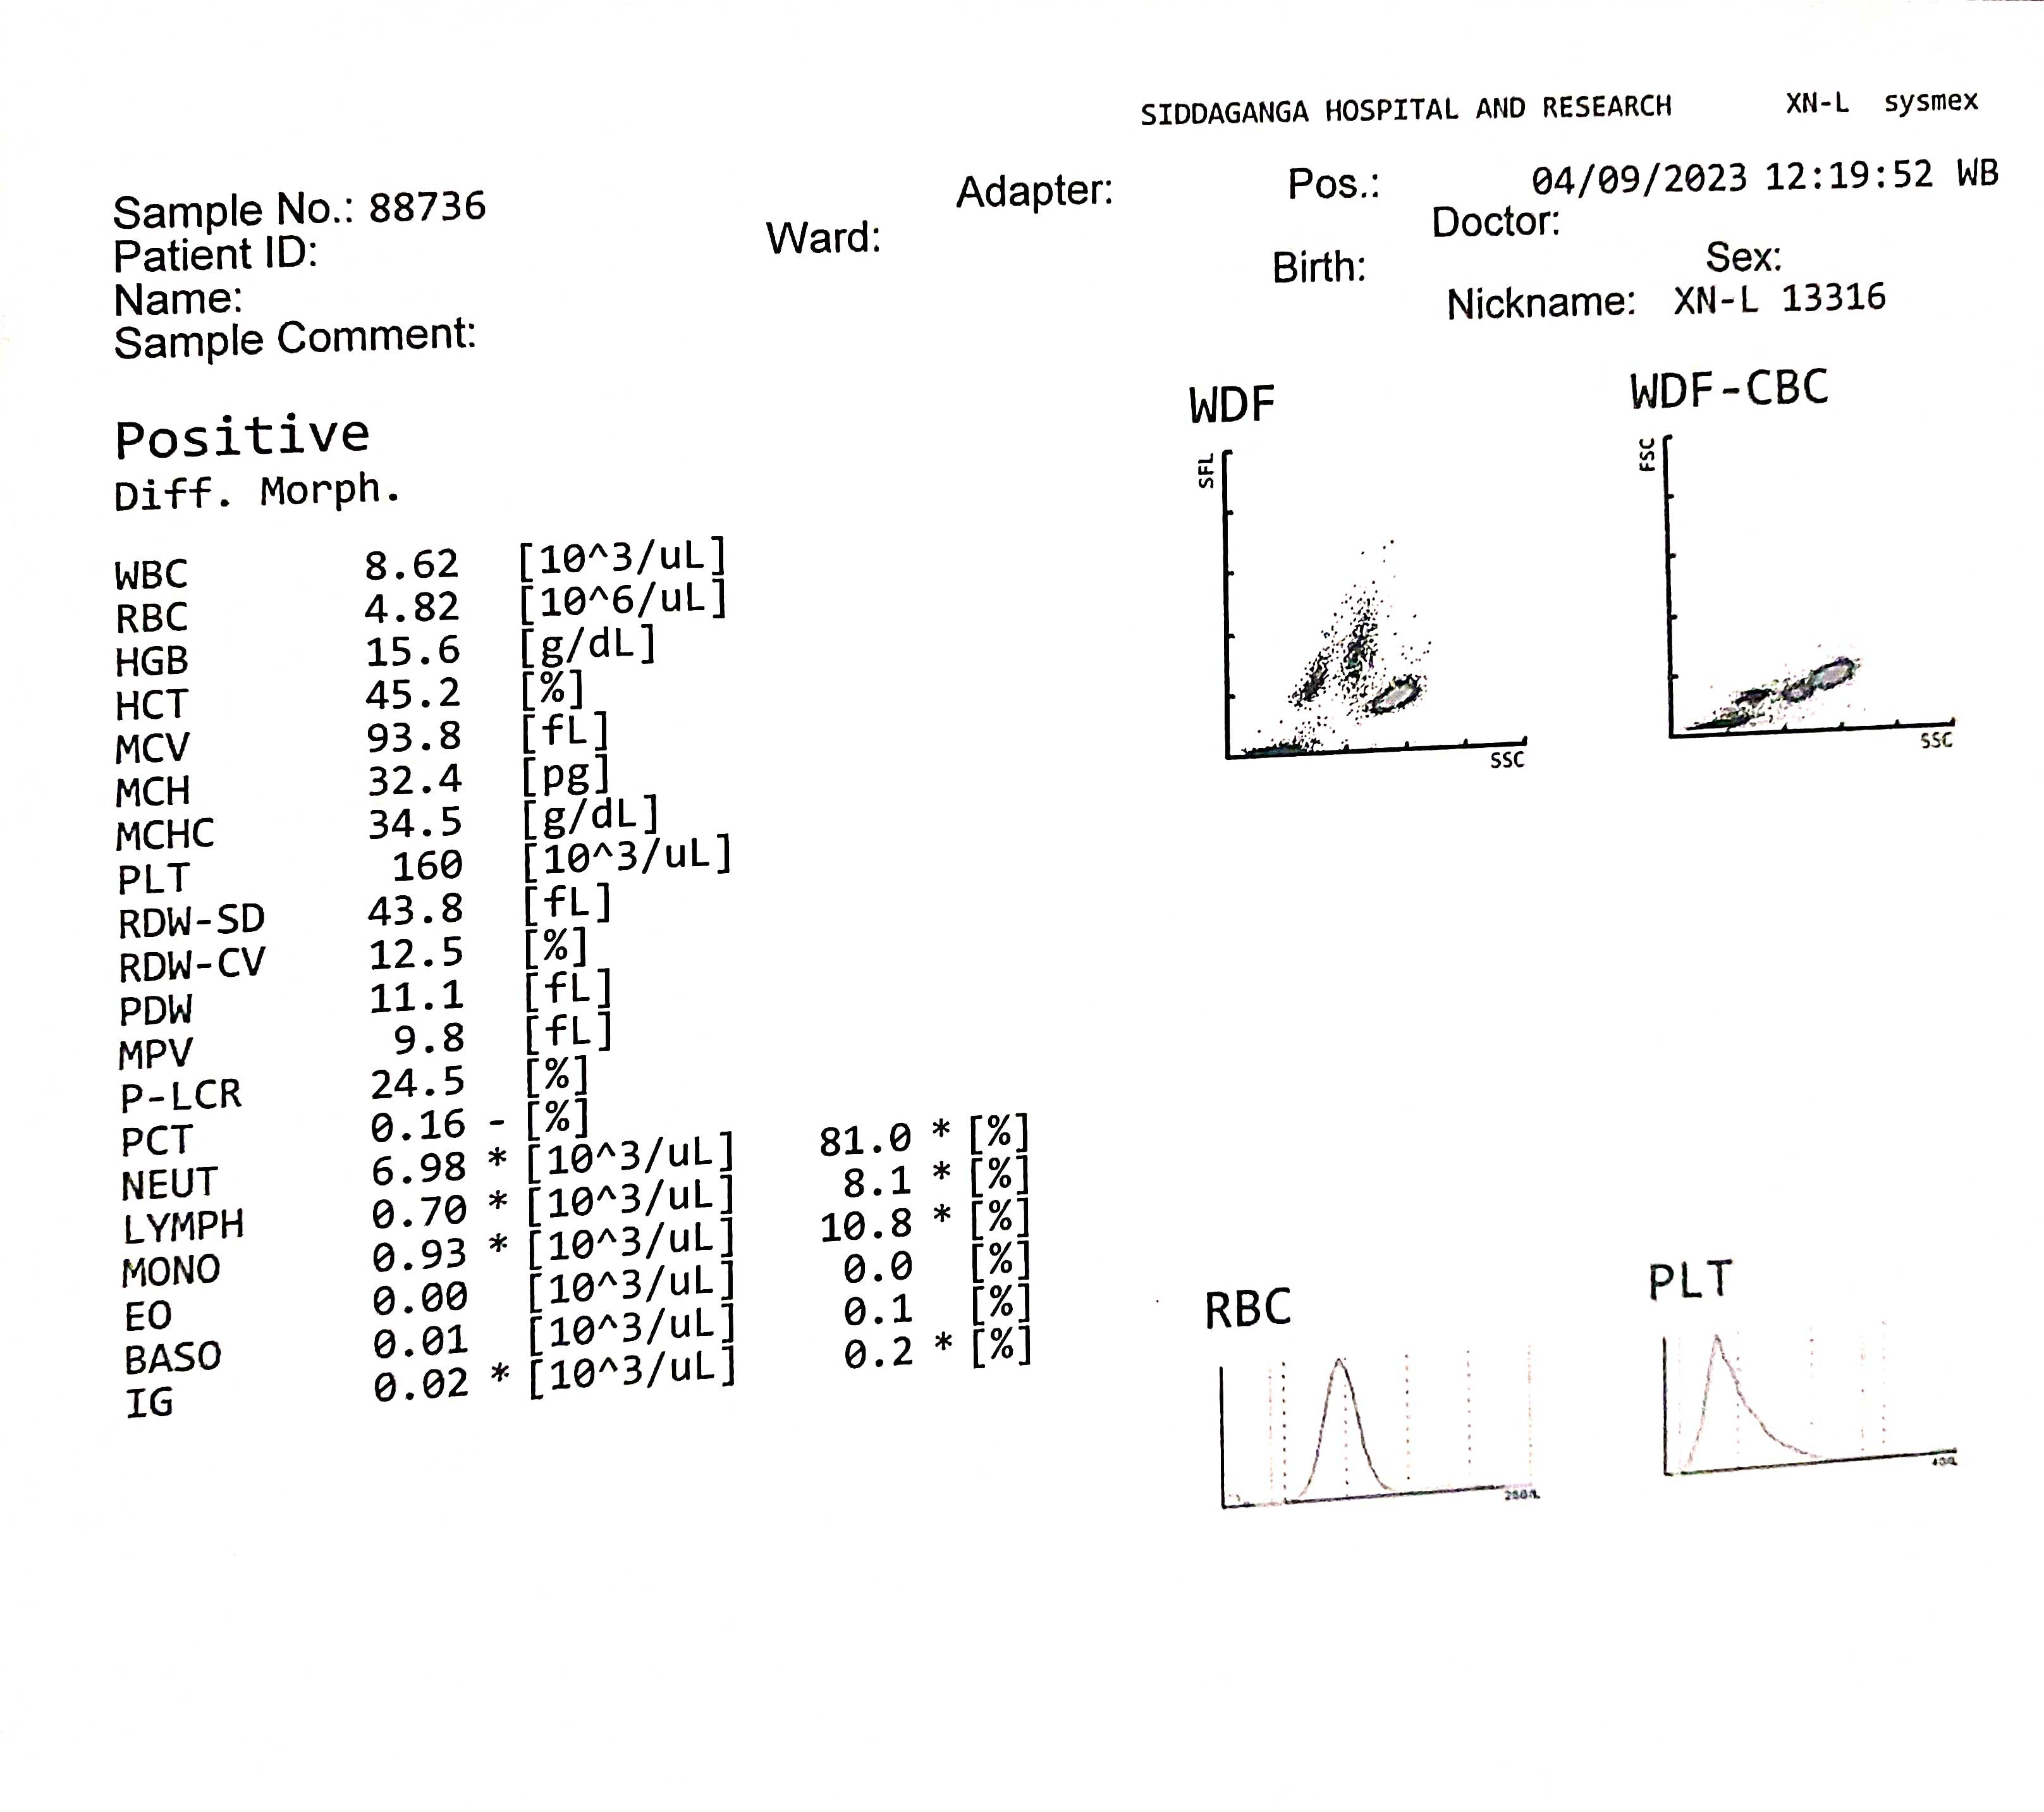 SIDDAGANGA HOSPITAL AND RESEARCH XN-L sysmex
Sample No.: 88736 Adapter: Pos.: 04/09/2023 12:19:52 WB
Patient ID: Ward: Doctor:
Name: Birth: Sex:
Sample Comment: Nickname: XN-L 13316
Positive
Diff. Morph.
WBC 8.62 [10^3/uL]
RBC 4.82 [10^6/uL]
HGB 15.6 [g/dL]
HCT 45.2 [%]
MCV 93.8 [fL]
MCH 32.4 [pg]
MCHC 34.5 [g/dL]
PLT 160 [10^3/uL]
RDW-SD 43.8 [fL]
RDW-CV 12.5 [%]
PDW 11.1 [fL]
MPV 9.8 [fL]
P-LCR 24.5 [%]
PCT 0.16 - [%]
NEUT 6.98 * [10^3/uL] 81.0 * [%]
LYMPH 0.70 * [10^3/uL] 8.1 * [%]
MONO 0.93 * [10^3/uL] 10.8 * [%]
EO 0.00 [10^3/uL] 0.0 [%]
BASO 0.01 [10^3/uL] 0.1 [%]
IG 0.02 * [10^3/uL] 0.2 * [%]
WDF
SFL
SSC
WDF-CBC
FSC
SSC
RBC
PLT